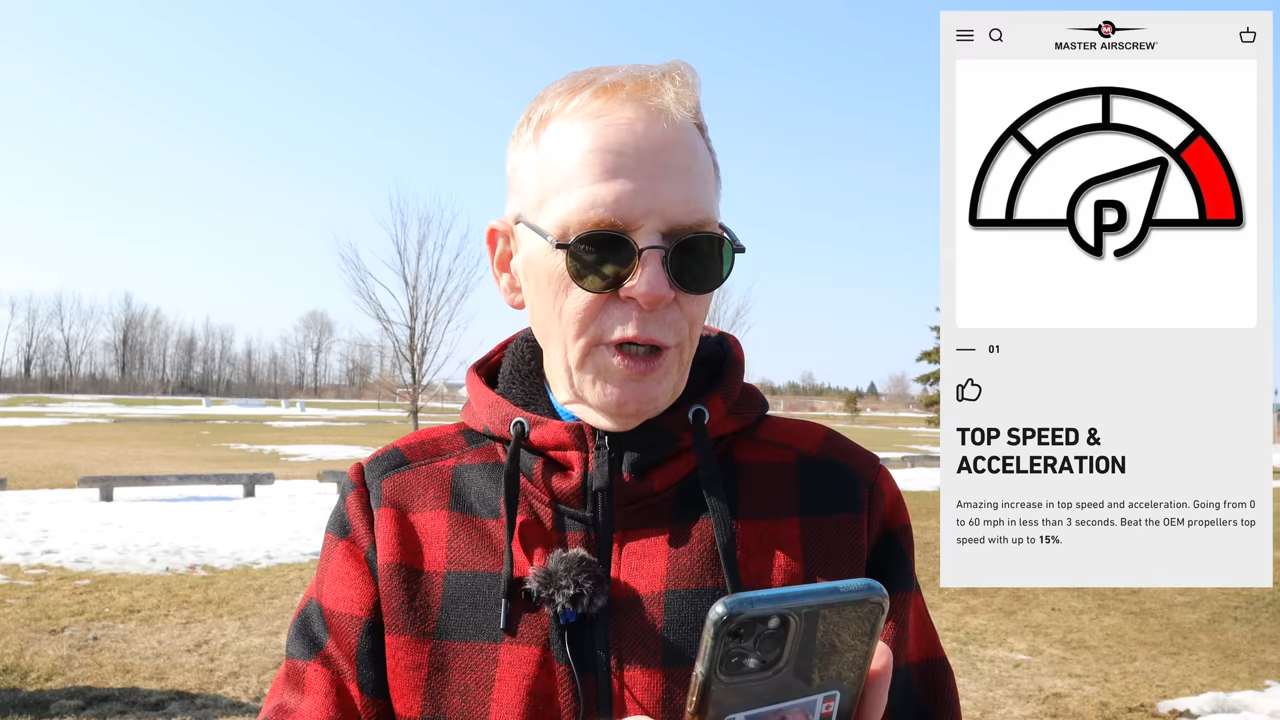 MASTER AIRSCREW
P
01
TOP SPEED &
ACCELERATION
Amazing increase in top speed and acceleration. Going from 0
to 60 mph in less than 3 seconds. Beat the OEM propellers top
speed with up to 15%.